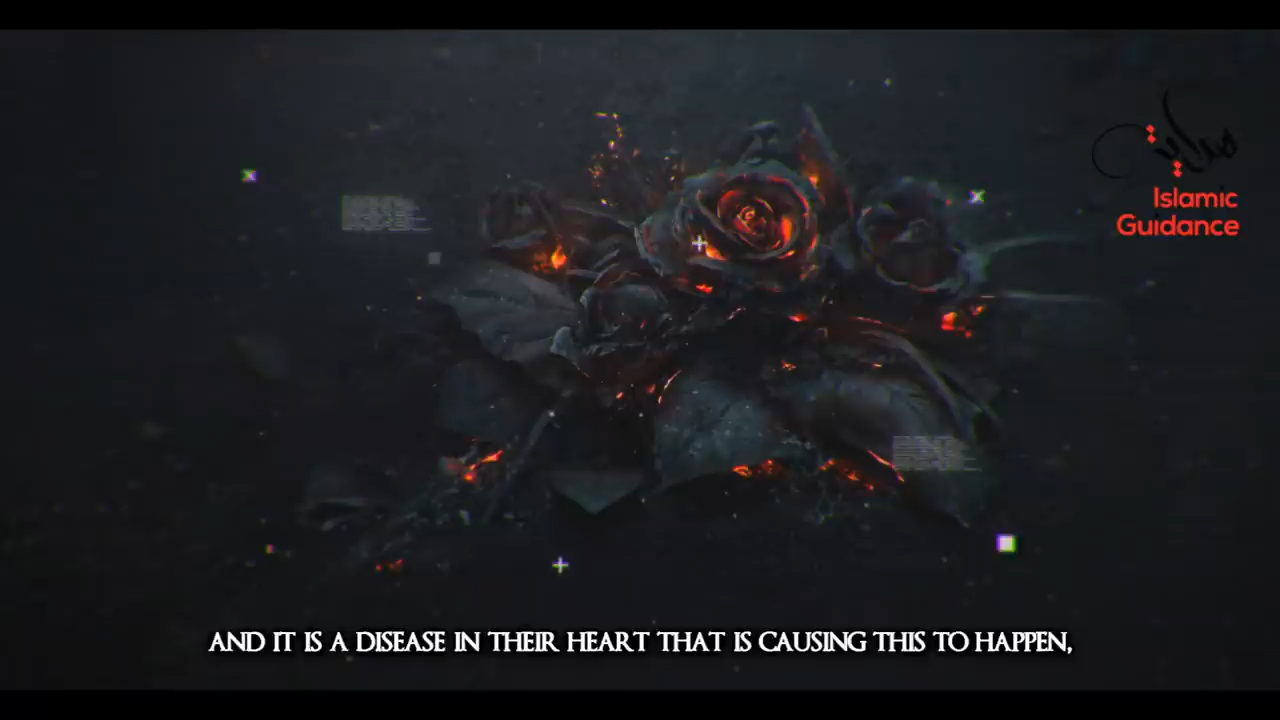 Islamic
Guidance
AND IT IS A DISEASE IN THEIR HEART THAT IS CAUSING THIS TO HAPPEN,